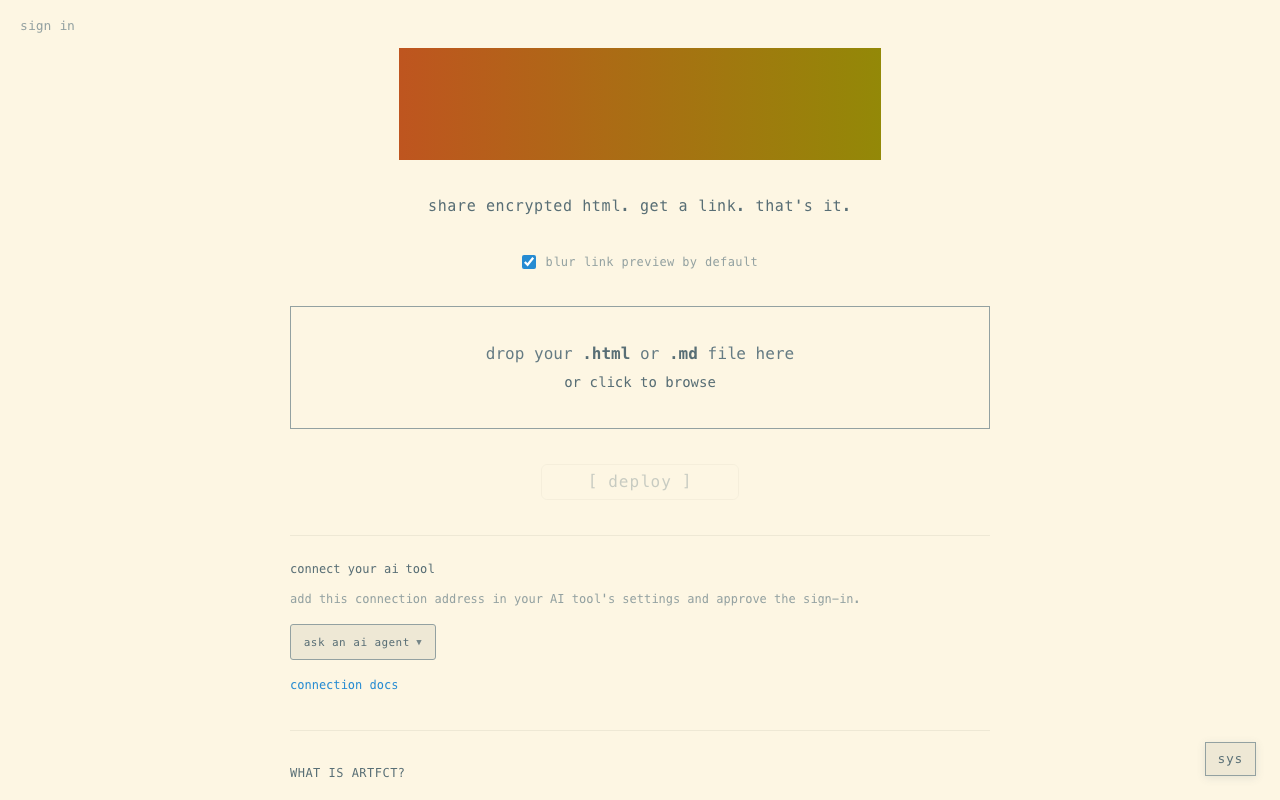 sign in
share encrypted html. get a link. that's it.
blur link preview by default
drop your .html or .md file here
or click to browse
[ deploy ]
connect your ai tool
add this connection address in your AI tool's settings and approve the sign-in.
ask an ai agent ▾
connection docs
WHAT IS ARTFCT?
sys